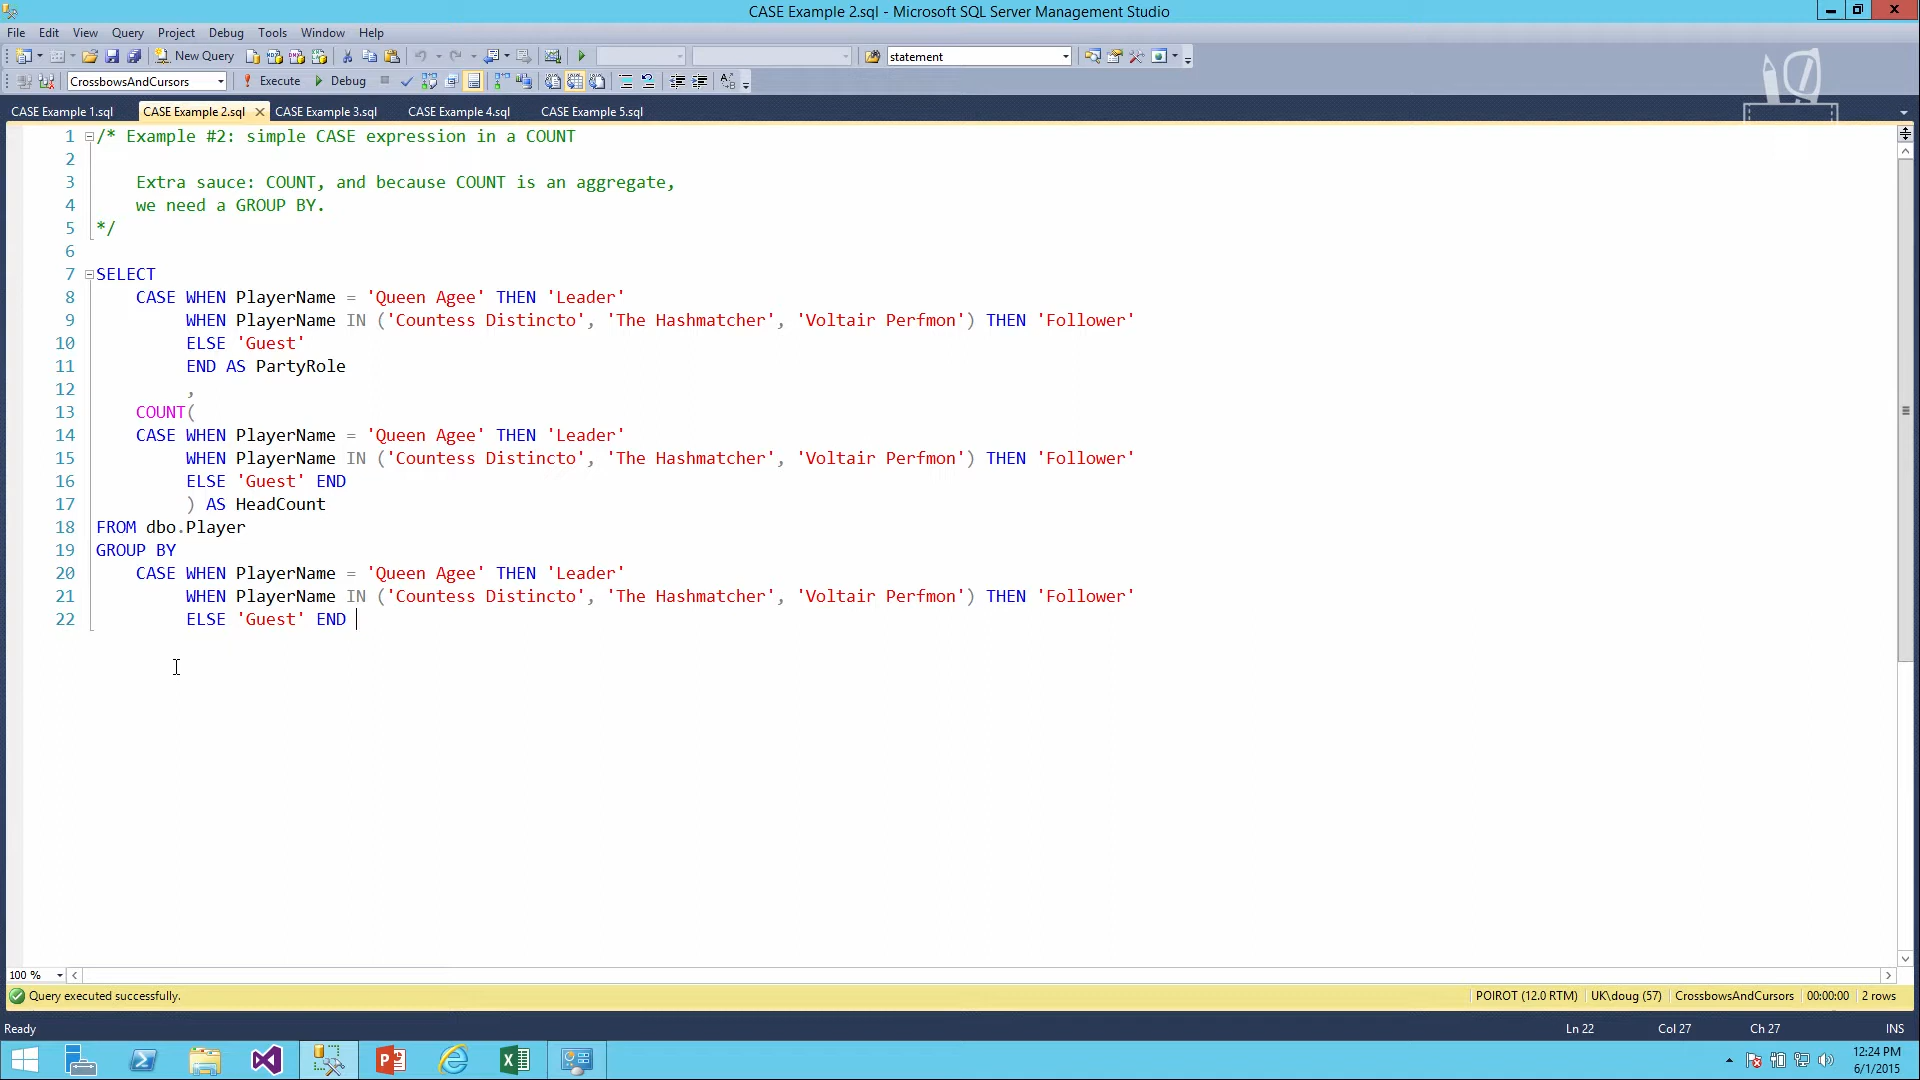 CASE Example 2.sql - Microsoft SQL Server Management Studio
File Edit View Query Project Debug Tools Window Help
New Query statement
CrossbowsAndCursors Execute Debug
CASE Example 1.sql CASE Example 2.sql CASE Example 3.sql CASE Example 4.sql CASE Example 5.sql
1 /* Example #2: simple CASE expression in a COUNT
2
3 Extra sauce: COUNT, and because COUNT is an aggregate,
4 we need a GROUP BY.
5 */
6
7 SELECT
8 CASE WHEN PlayerName = 'Queen Agee' THEN 'Leader'
9 WHEN PlayerName IN ('Countess Distincto', 'The Hashmatcher', 'Voltair Perfmon') THEN 'Follower'
10 ELSE 'Guest'
11 END AS PartyRole
12 ,
13 COUNT(
14 CASE WHEN PlayerName = 'Queen Agee' THEN 'Leader'
15 WHEN PlayerName IN ('Countess Distincto', 'The Hashmatcher', 'Voltair Perfmon') THEN 'Follower'
16 ELSE 'Guest' END
17 ) AS HeadCount
18 FROM dbo.Player
19 GROUP BY
20 CASE WHEN PlayerName = 'Queen Agee' THEN 'Leader'
21 WHEN PlayerName IN ('Countess Distincto', 'The Hashmatcher', 'Voltair Perfmon') THEN 'Follower'
22 ELSE 'Guest' END
100 %
Query executed successfully. POIROT (12.0 RTM) UK\doug (57) CrossbowsAndCursors 00:00:00 2 rows
Ready Ln 22 Col 27 Ch 27 INS
12:24 PM
6/1/2015